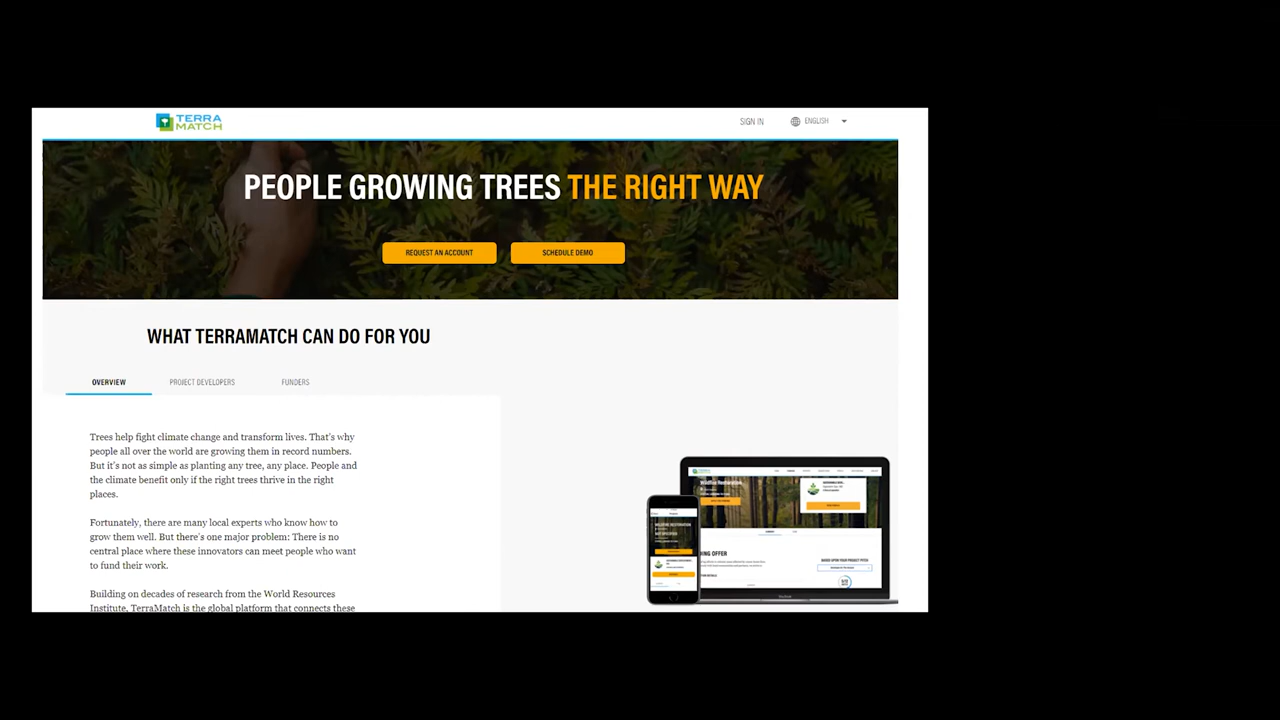 TERRA
MATCH
SIGN IN
ENGLISH
PEOPLE GROWING TREES THE RIGHT WAY
REQUEST AN ACCOUNT
SCHEDULE DEMO
WHAT TERRAMATCH CAN DO FOR YOU
OVERVIEW
PROJECT DEVELOPERS
FUNDERS
Trees help fight climate change and transform lives. That's why
people all over the world are growing them in record numbers.
But it's not as simple as planting any tree, any place. People and
the climate benefit only if the right trees thrive in the right
places.
Fortunately, there are many local experts who know how to
grow them well. But there's one major problem: There is no
central place where these innovators can meet people who want
to fund their work.
Building on decades of research from the World Resources
Institute, TerraMatch is the global platform that connects these
Wildfire Restoration
ING OFFER